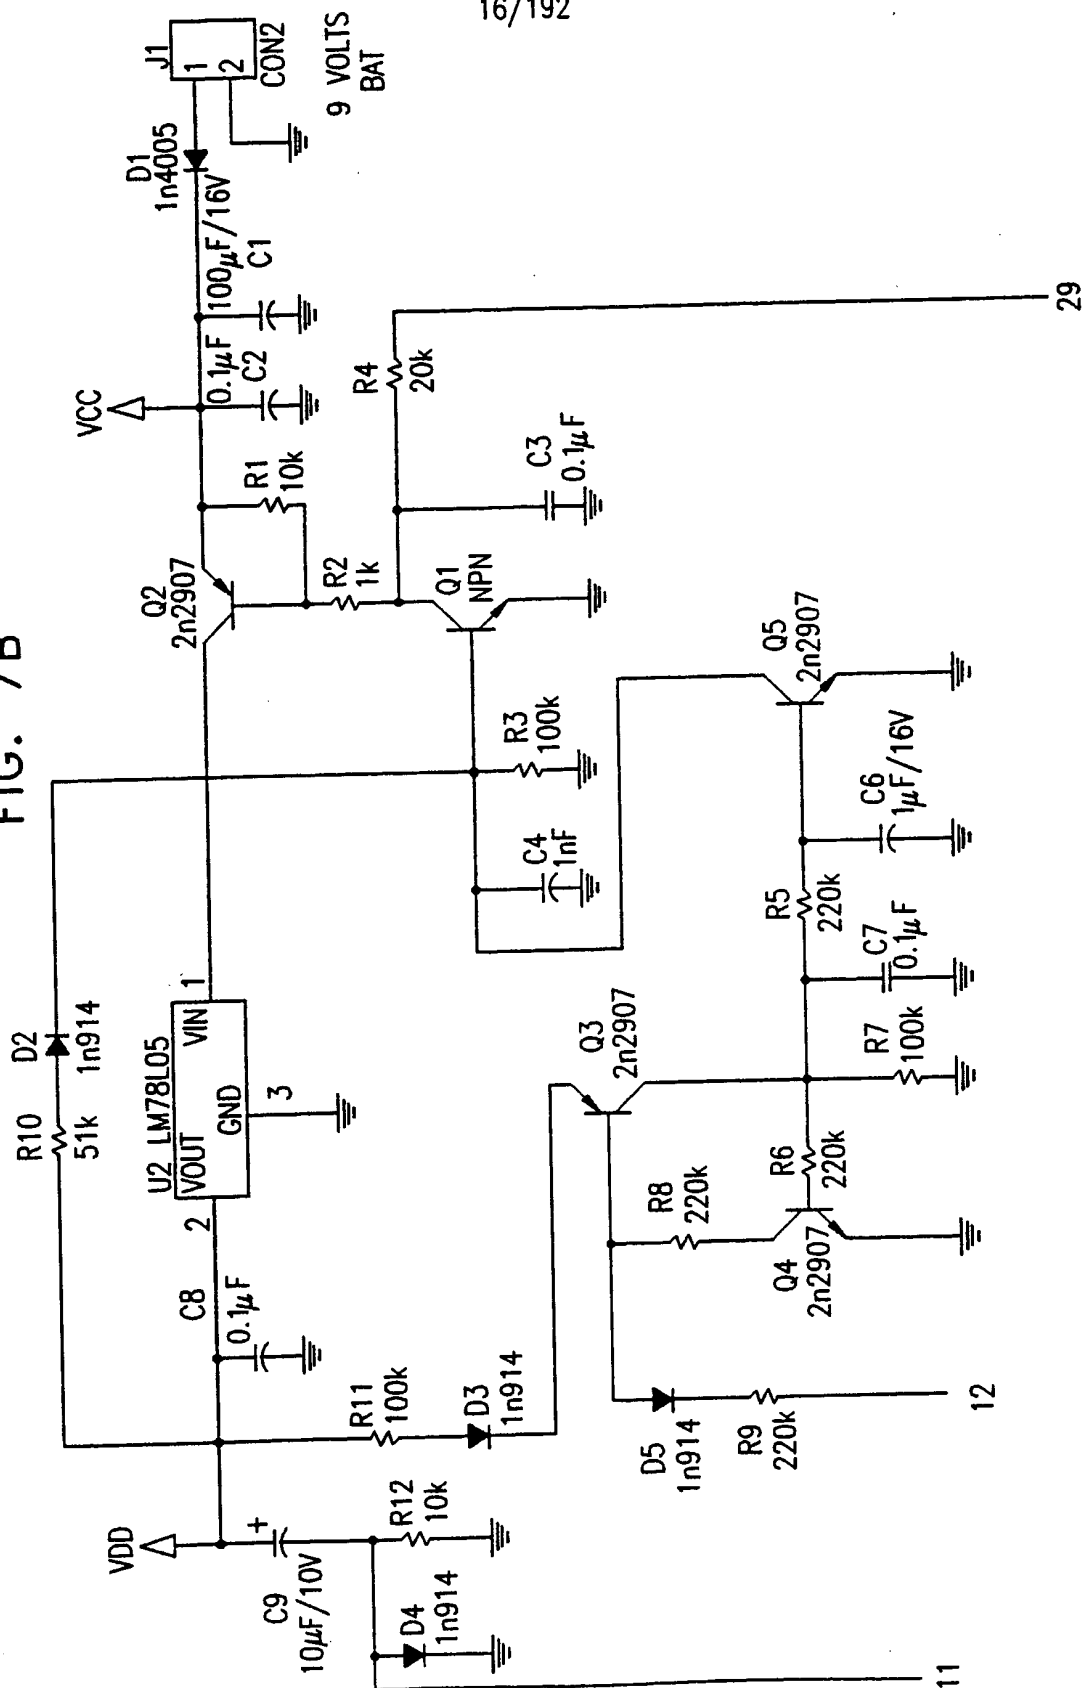 16/192
FIG. 7B
J1
1
2
CON2
9 VOLTS
BAT
D1
1n4005
100μF/16V
C1
0.1μF
C2
VCC
R4
20k
29
R1
10k
C3
0.1μF
Q2
2n2907
R2
1k
Q1
NPN
Q5
2n2907
R3
100k
C4
1nF
C6
1μF/16V
R5
220k
C7
0.1μF
D2
1n914
R10
51k
U2 LM78L05
VIN
VOUT
GND
1
2
3
Q3
2n2907
R7
100k
R6
220k
R8
220k
Q4
2n2907
C8
0.1μF
R11
100k
D3
1n914
D5
1n914
R9
220k
12
VDD
+
C9
10μF/10V
R12
10k
D4
1n914
11